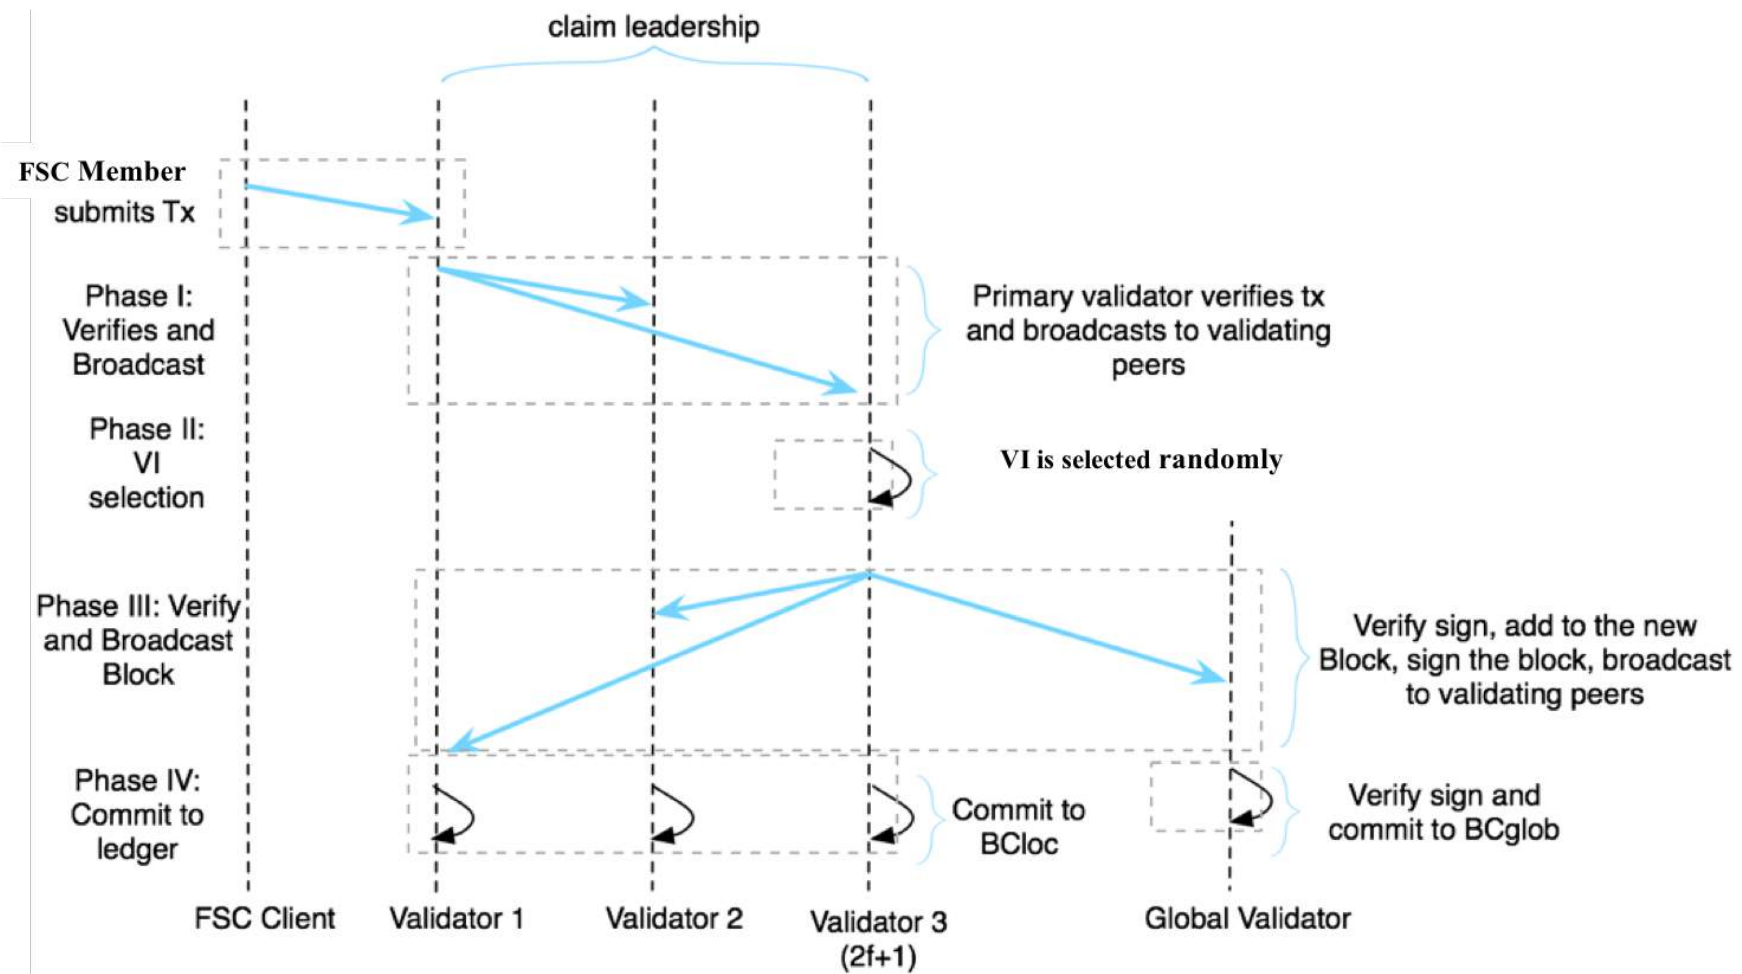 claim leadership
FSC Member
submits Tx
Phase I:
Verifies and
Broadcast
Primary validator verifies tx
and broadcasts to validating
peers
Phase II:
VI
selection
VI is selected randomly
Phase III: Verify
and Broadcast
Block
Verify sign, add to the new
Block, sign the block, broadcast
to validating peers
Phase IV:
Commit to
ledger
Commit to
BCloc
Verify sign and
commit to BCglob
FSC Client
Validator 1
Validator 2
Validator 3
(2f+1)
Global Validator